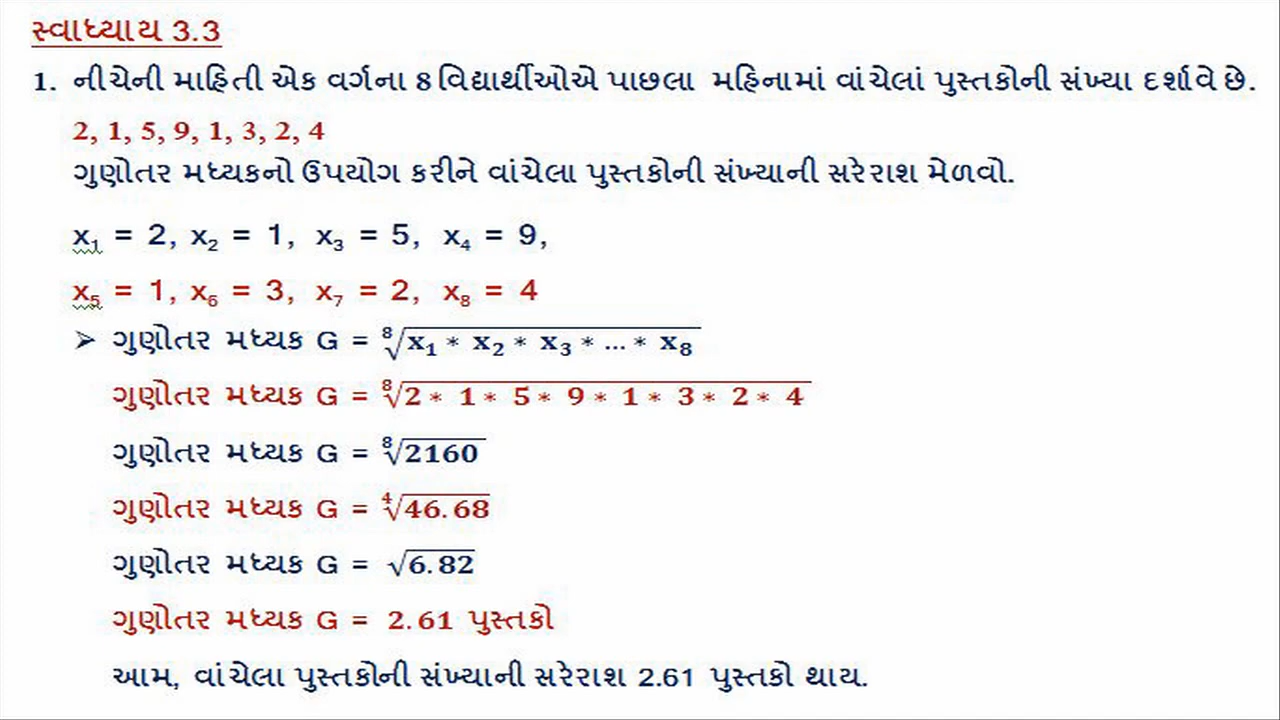 સ્વાધ્યાય 3.3
1. નીચેની માહિતી એક વર્ગના 8 વિદ્યાર્થીઓએ પાછલા મહિનામાં વાંચેલાં પુસ્તકોની સંખ્યા દર્શાવે છે.
2, 1, 5, 9, 1, 3, 2, 4
ગુણોતર મધ્યકનો ઉપયોગ કરીને વાંચેલા પુસ્તકોની સંખ્યાની સરેરાશ મેળવો.
x₁ = 2, x₂ = 1, x₃ = 5, x₄ = 9,
x₅ = 1, x₆ = 3, x₇ = 2, x₈ = 4
➢ ગુણોતર મધ્યક G = ⁸√x₁ * x₂ * x₃ * ... * x₈
ગુણોતર મધ્યક G = ⁸√2 * 1 * 5 * 9 * 1 * 3 * 2 * 4
ગુણોતર મધ્યક G = ⁸√2160
ગુણોતર મધ્યક G = ⁴√46.68
ગુણોતર મધ્યક G = √6.82
ગુણોતર મધ્યક G = 2.61 પુસ્તકો
આમ, વાંચેલા પુસ્તકોની સંખ્યાની સરેરાશ 2.61 પુસ્તકો થાય.